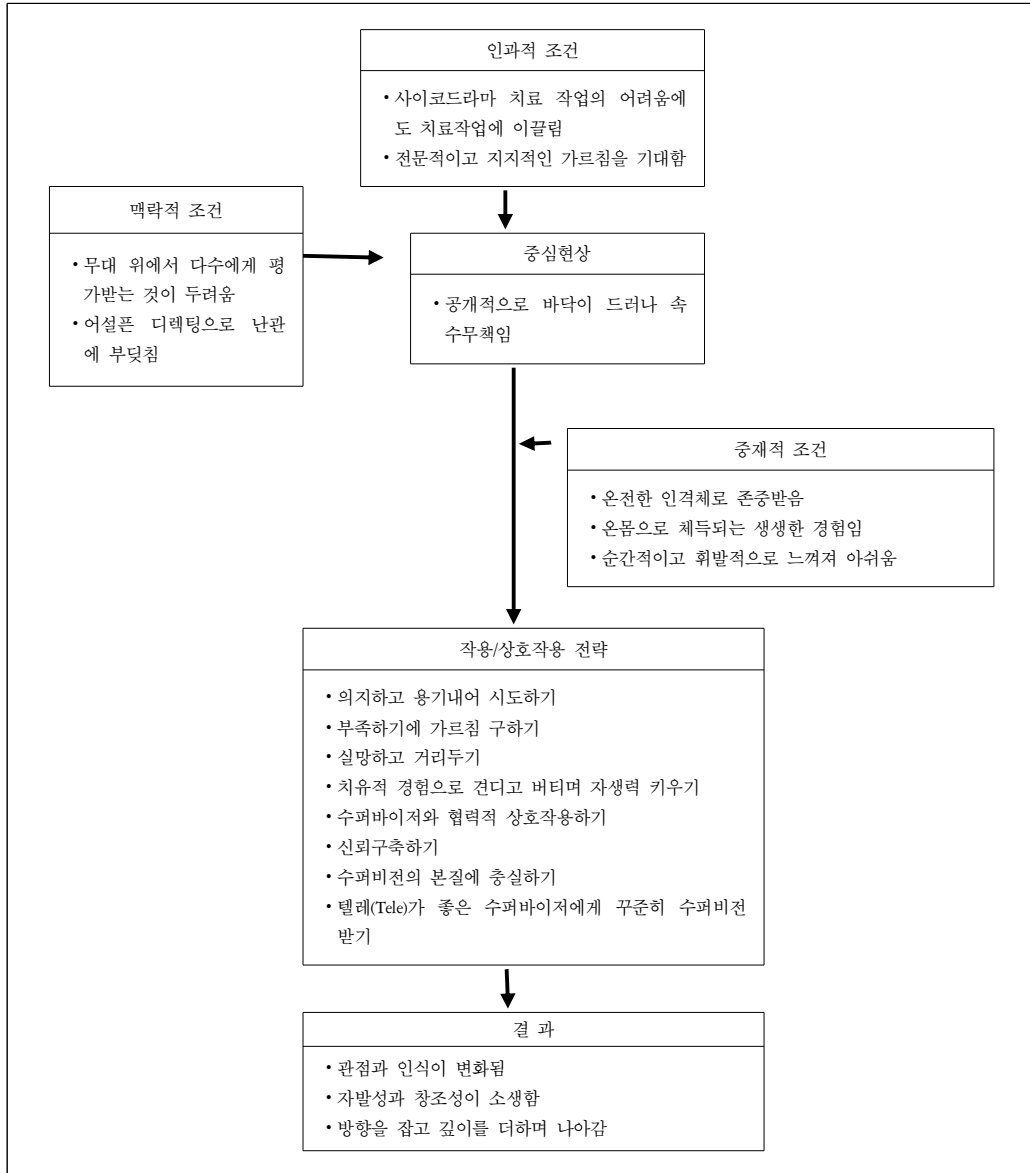 인과적 조건
• 사이코드라마 치료 작업의 어려움에
도 치료작업에 이끌림
• 전문적이고 지지적인 가르침을 기대함
맥락적 조건
• 무대 위에서 다수에게 평
가받는 것이 두려움
• 어설픈 디렉팅으로 난관
에 부딪침
중심현상
• 공개적으로 바닥이 드러나 속
수무책임
중재적 조건
• 온전한 인격체로 존중받음
• 온몸으로 체득되는 생생한 경험임
• 순간적이고 휘발적으로 느껴져 아쉬움
작용/상호작용 전략
• 의지하고 용기내어 시도하기
• 부족하기에 가르침 구하기
• 실망하고 거리두기
• 치유적 경험으로 견디고 버티며 자생력 키우기
• 수퍼바이저와 협력적 상호작용하기
• 신뢰구축하기
• 수퍼비전의 본질에 충실하기
• 텔레(Tele)가 좋은 수퍼바이저에게 꾸준히 수퍼비전
받기
결 과
• 관점과 인식이 변화됨
• 자발성과 창조성이 소생함
• 방향을 잡고 깊이를 더하며 나아감